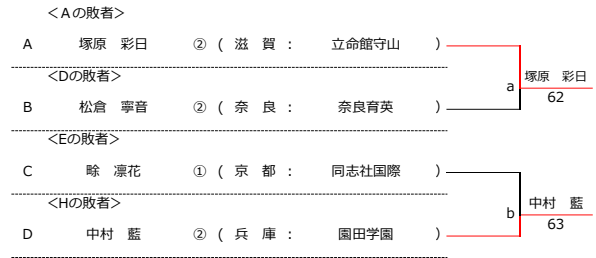 <Aの敗者>
A 塚原 彩日 ② ( 滋 賀 : 立命館守山 )
<Dの敗者>
a 塚原 彩日
62
B 松倉 寧音 ② ( 奈 良 : 奈良育英 )
<Eの敗者>
C 畭 凛花 ① ( 京 都 : 同志社国際 )
<Hの敗者>
b 中村 藍
63
D 中村 藍 ② ( 兵 庫 : 園田学園 )